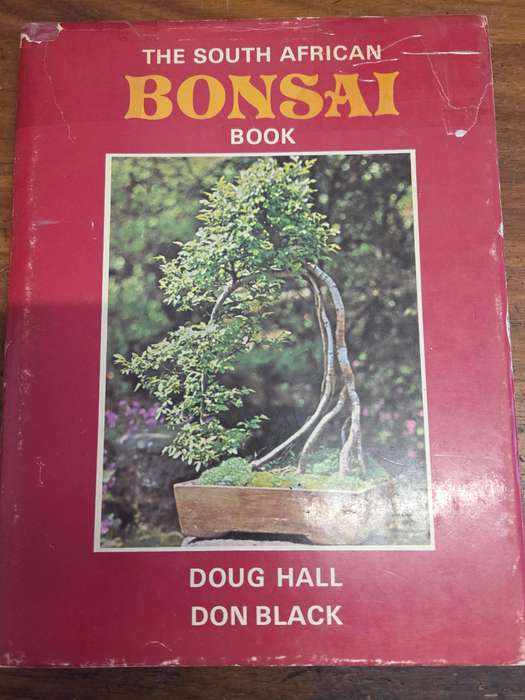 THE SOUTH AFRICAN
BONSAI
BOOK
DOUG HALL
DON BLACK